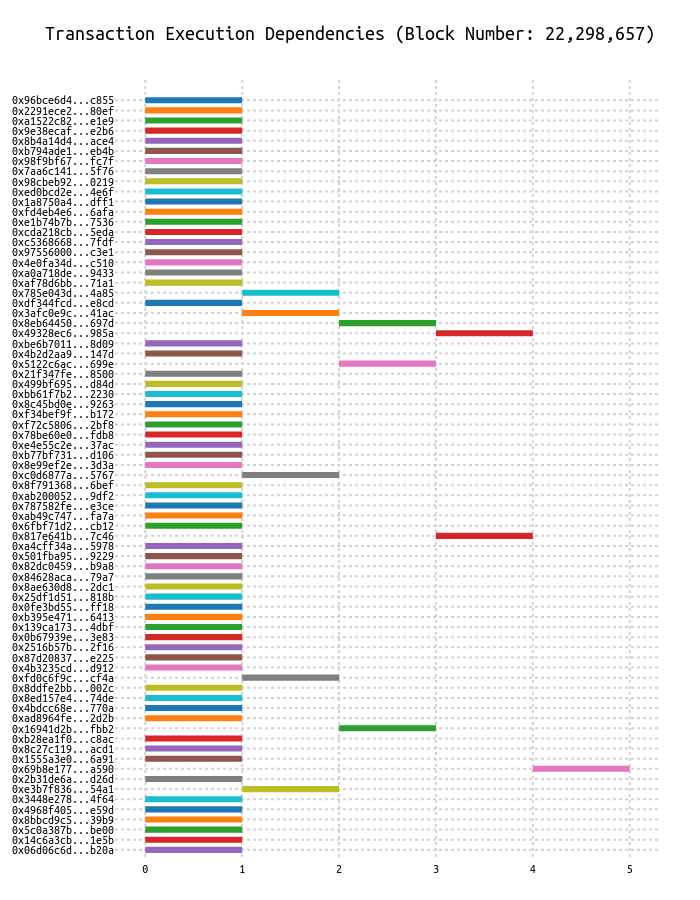 Transaction Execution Dependencies (Block Number: 22,298,657)
0x96bce6d4...c855
0x2291ece2...80ef
0xa1522c82...e1e9
0x9e38ecaf...e2b6
0x8b4a14d4...ace4
0xb794ade1...eb4b
0x98f9bf67...fc7f
0x7aa6c141...5f76
0x98cbeb92...0219
0xed0bcd2e...4e6f
0x1a8750a4...dff1
0xfd4eb4e6...6afa
0xe1b74b7b...7536
0xcda218cb...5eda
0xc5368668...7fdf
0x97556000...c3e1
0x4e0fa34d...c510
0xa0a718de...9433
0xaf78d6bb...71a1
0x785e043d...4a85
0xdf344fcd...e8cd
0x3afc0e9c...41ac
0x8eb64450...697d
0x49328ec6...985a
0xbe6b7011...8d09
0x4b2d2aa9...147d
0x5122c6ac...699e
0x21f347fe...8500
0x499bf695...d84d
0xbb61f7b2...2230
0x8c45bd0e...9263
0xf34bef9f...b172
0xf72c5806...2bf8
0x78be60e0...fdb8
0xe4e55c2e...37ac
0xb77bf731...d106
0x8e99ef2e...3d3a
0xc0d6877a...5767
0x8f791368...6bef
0xab200052...9df2
0x787582fe...e3ce
0xab49c747...fa7a
0x6fbf71d2...cb12
0x817e641b...7c46
0xa4cff34a...5978
0x501fba95...9229
0x82dc0459...b9a8
0x84628aca...79a7
0x8ae630d8...2dc1
0x25df1d51...818b
0x0fe3bd55...ff18
0xb395e471...6413
0x139ca173...4dbf
0x0b67939e...3e83
0x2516b57b...2f16
0x87d20837...e225
0x4b3235cd...d912
0xfd0c6f9c...cf4a
0x8ddfe2bb...002c
0x8ed157e4...74de
0x4bdcc68e...770a
0xad8964fe...2d2b
0x16941d2b...fbb2
0xb28ea1f0...c8ac
0x8c27c119...acd1
0x1555a3e0...6a91
0x69b8e177...a590
0x2b31de6a...d26d
0xe3b7f836...54a1
0x3448e278...4f64
0x4968f405...e59d
0x8bbcd9c5...39b9
0x5c0a387b...be00
0x14c6a3cb...1e5b
0x06d06c6d...b20a
0 1 2 3 4 5